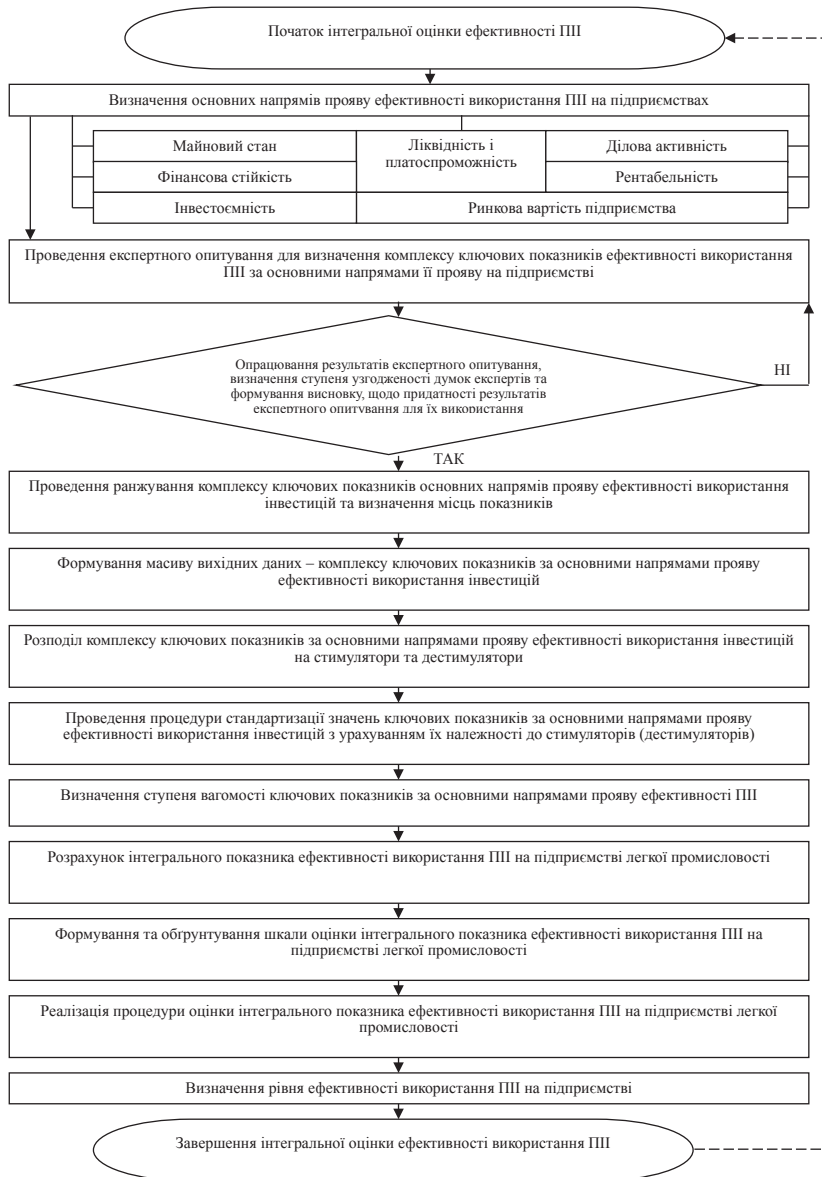 Початок інтегральної оцінки ефективності ПІІ
Визначення основних напрямів прояву ефективності використання ПІІ на підприємствах
Майновий стан
Ліквідність і
платоспроможність
Ділова активність
Фінансова стійкість
Рентабельність
Інвестоємність
Ринкова вартість підприємства
Проведення експертного опитування для визначення комплексу ключових показників ефективності використання
ПІІ за основними напрямами її прояву на підприємстві
Опрацювання результатів експертного опитування,
визначення ступеня узгодженості думок експертів та
формування висновку, щодо придатності результатів
експертного опитування для їх використання
НІ
ТАК
Проведення ранжування комплексу ключових показників основних напрямів прояву ефективності використання
інвестицій та визначення місць показників
Формування масиву вихідних даних – комплексу ключових показників за основними напрямами прояву
ефективності використання інвестицій
Розподіл комплексу ключових показників за основними напрямами прояву ефективності використання інвестицій
на стимулятори та дестимулятори
Проведення процедури стандартизації значень ключових показників за основними напрямами прояву
ефективності використання інвестицій з урахуванням їх належності до стимуляторів (дестимуляторів)
Визначення ступеня вагомості ключових показників за основними напрямами прояву ефективності ПІІ
Розрахунок інтегрального показника ефективності використання ПІІ на підприємстві легкої промисловості
Формування та обґрунтування шкали оцінки інтегрального показника ефективності використання ПІІ на
підприємстві легкої промисловості
Реалізація процедури оцінки інтегрального показника ефективності використання ПІІ на підприємстві легкої
промисловості
Визначення рівня ефективності використання ПІІ на підприємстві
Завершення інтегральної оцінки ефективності використання ПІІ